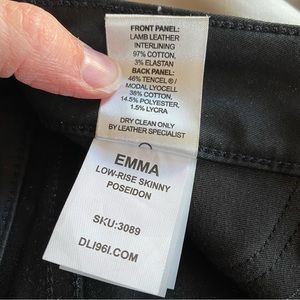 FRONT PANEL:
LAMB LEATHER
INTERLINING
97% COTTON,
3% ELASTAN
BACK PANEL:
46% TENCEL®/
MODAL LYOCELL
38% COTTON,
14.5% POLYESTER,
1.5% LYCRA
DRY CLEAN ONLY
BY LEATHER SPECIALIST
EMMA
LOW-RISE SKINNY
POSEIDON
SKU:3089
DL1961.COM